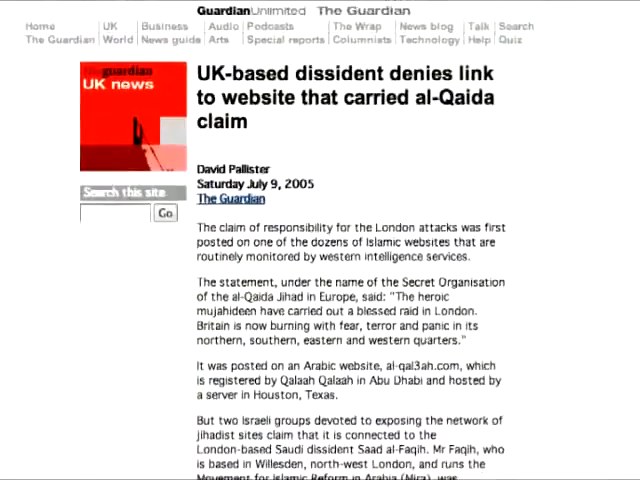 GuardianUnlimited The Guardian
Home UK Business Audio Podcasts The Wrap News blog Talk Search
The Guardian World News guide Arts Special reports Columnists Technology Help Quiz
the guardian
UK news
UK-based dissident denies link
to website that carried al-Qaida
claim
David Pallister
Saturday July 9, 2005
The Guardian
Search this site
Go
The claim of responsibility for the London attacks was first
posted on one of the dozens of Islamic websites that are
routinely monitored by western intelligence services.
The statement, under the name of the Secret Organisation
of the al-Qaida Jihad in Europe, said: "The heroic
mujahideen have carried out a blessed raid in London.
Britain is now burning with fear, terror and panic in its
northern, southern, eastern and western quarters."
It was posted on an Arabic website, al-qal3ah.com, which
is registered by Qalaah Qalaah in Abu Dhabi and hosted by
a server in Houston, Texas.
But two Israeli groups devoted to exposing the network of
jihadist sites claim that it is connected to the
London-based Saudi dissident Saad al-Faqih. Mr Faqih, who
is based in Willesden, north-west London, and runs the
Movement for Islamic Reform in Arabia (Mira), was